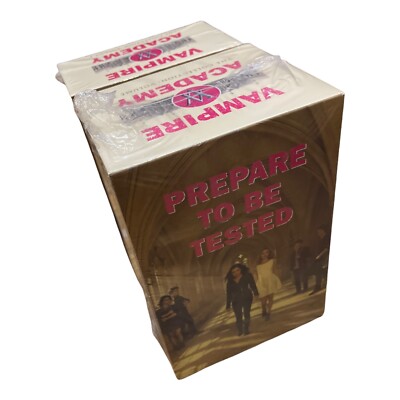 VAMPIRE
ACADEMY
VAMPIRE
ACADEMY
PREPARE
TO BE
TESTED